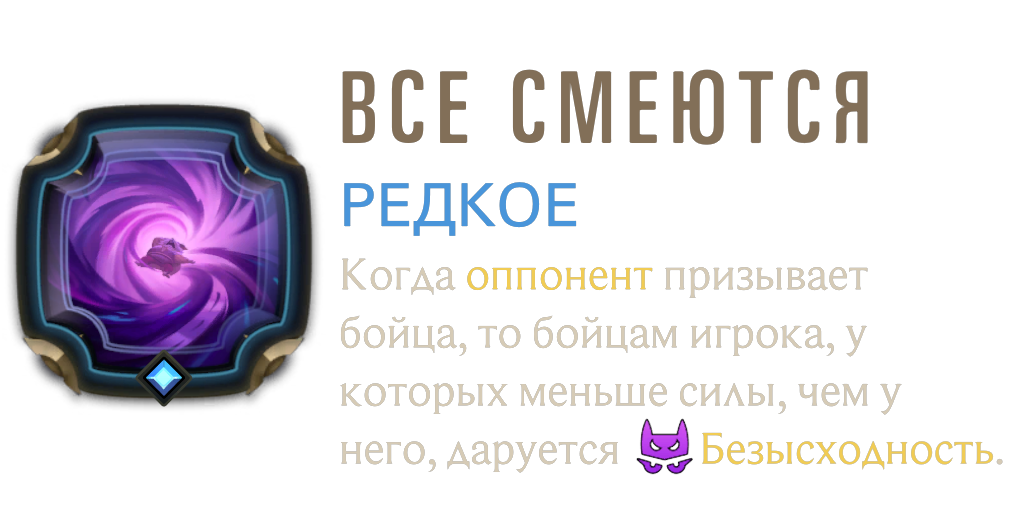 ВСЕ СМЕЮТСЯ
РЕДКОЕ
Когда оппонент призывает
бойца, то бойцам игрока, у
которых меньше силы, чем у
него, даруется Безысходность.